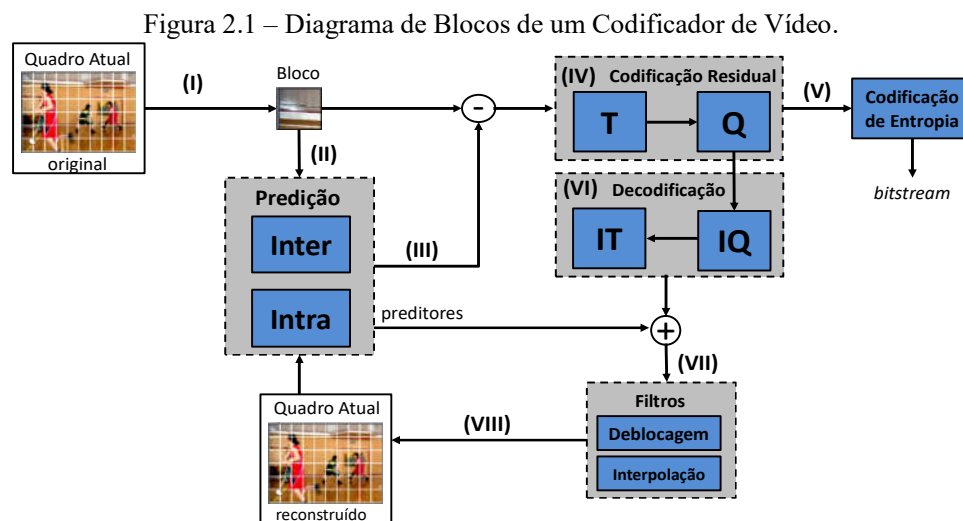 Figura 2.1 – Diagrama de Blocos de um Codificador de Vídeo.
Quadro Atual
original
(I)
Bloco
(II)
-
(IV) Codificação Residual
T
Q
(V)
Codificação
de Entropia
bitstream
Predição
Inter
Intra
(III)
preditores
(VI) Decodificação
IT
IQ
+
(VII)
Filtros
Deblocagem
Interpolação
(VIII)
Quadro Atual
reconstruído